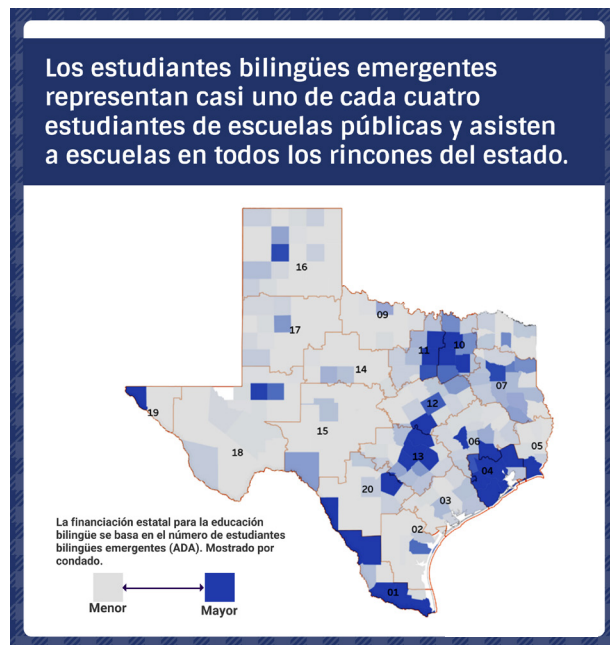 Los estudiantes bilingües emergentes
representan casi uno de cada cuatro
estudiantes de escuelas públicas y asisten
a escuelas en todos los rincones del estado.
16
09
17
11
10
14
07
12
19
15
06
05
18
13
04
20
03
02
01
La financiación estatal para la educación
bilingüe se basa en el número de estudiantes
bilingües emergentes (ADA). Mostrado por
condado.
Menor
Mayor